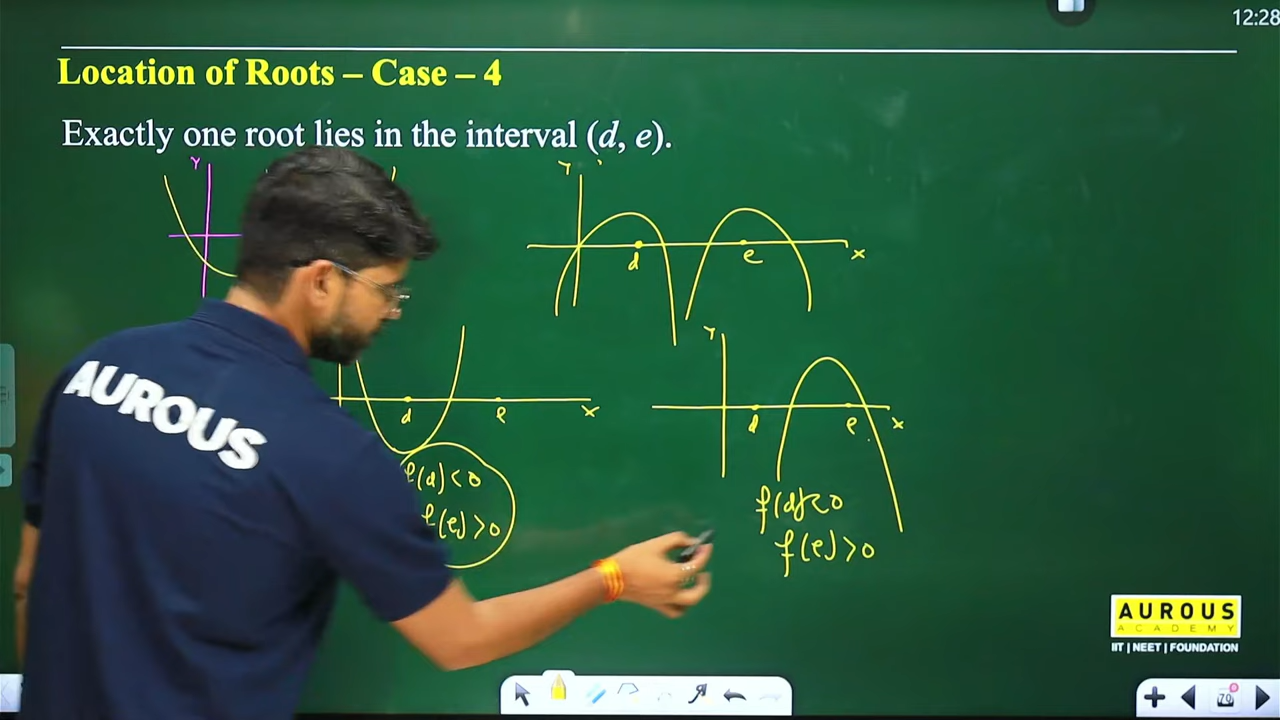 12:28
Location of Roots – Case – 4
Exactly one root lies in the interval (d, e).
Y
Y
d
e
x
Y
d
e
x
d
e
x
f(d)<0
f(e)>0
f(d)<0
f(e)>0
AUROUS
AUROUS
ACADEMY
IIT | NEET | FOUNDATION
70